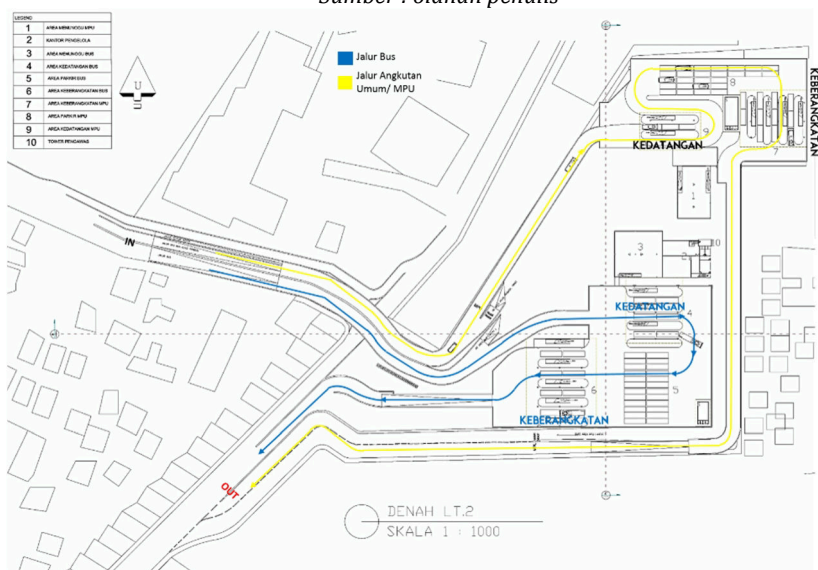 Sumber : olahan penulis
LEGEND
1 AREA MENUNGGU MPU
2 KANTOR PENGELOLA
3 AREA MENUNGGU BUS
4 AREA KEDATANGAN BUS
5 AREA PARKIR BUS
6 AREA KEBERANGKATAN BUS
7 AREA KEBERANGKATAN MPU
8 AREA PARKIR MPU
9 AREA KEDATANGAN MPU
10 TOWER PENGAWAS
U
Jalur Bus
Jalur Angkutan
Umum/ MPU
8
KEBERANGKATAN
9
KEDATANGAN
7
1
IN
3
10
KEDATANGAN
4
5
6
KEBERANGKATAN
OUT
DENAH LT.2
SKALA 1 : 1000